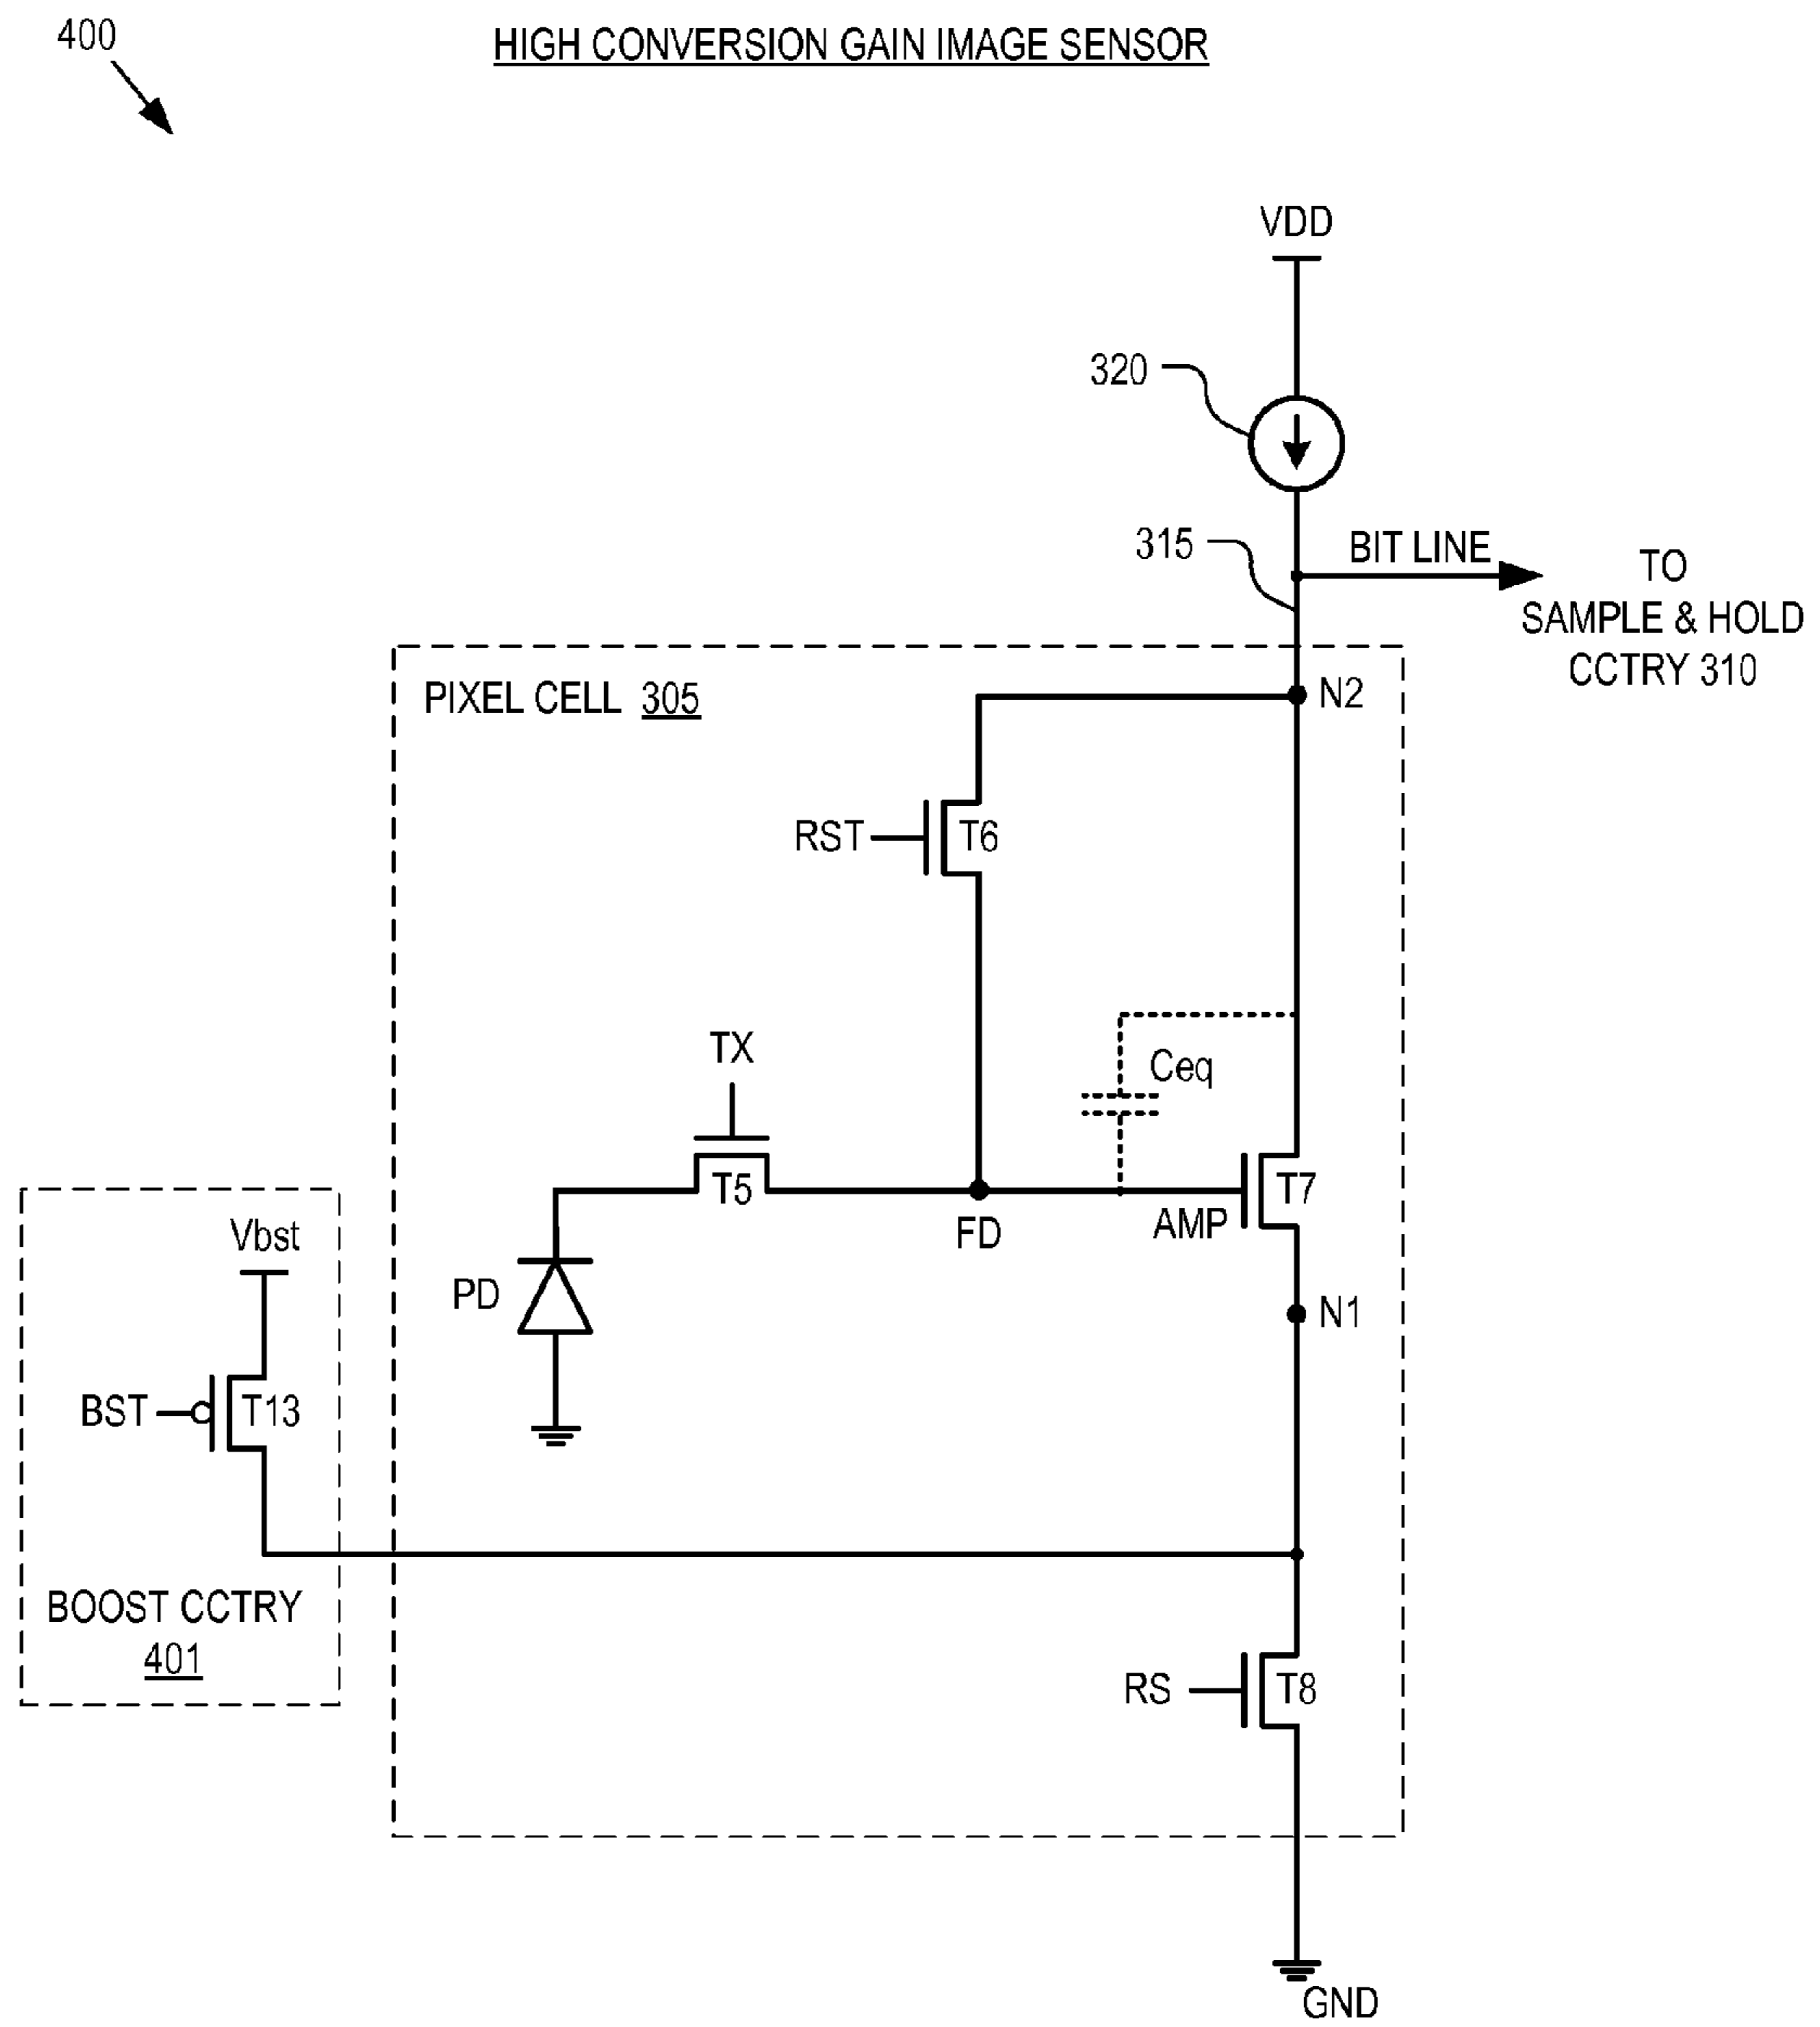 400
HIGH CONVERSION GAIN IMAGE SENSOR
VDD
320
315
BIT LINE
TO
SAMPLE & HOLD
CCTRY 310
PIXEL CELL 305
N2
RST
T6
TX
Ceq
T5
T7
FD
AMP
Vbst
PD
N1
BST
T13
BOOST CCTRY
401
RS
T8
GND